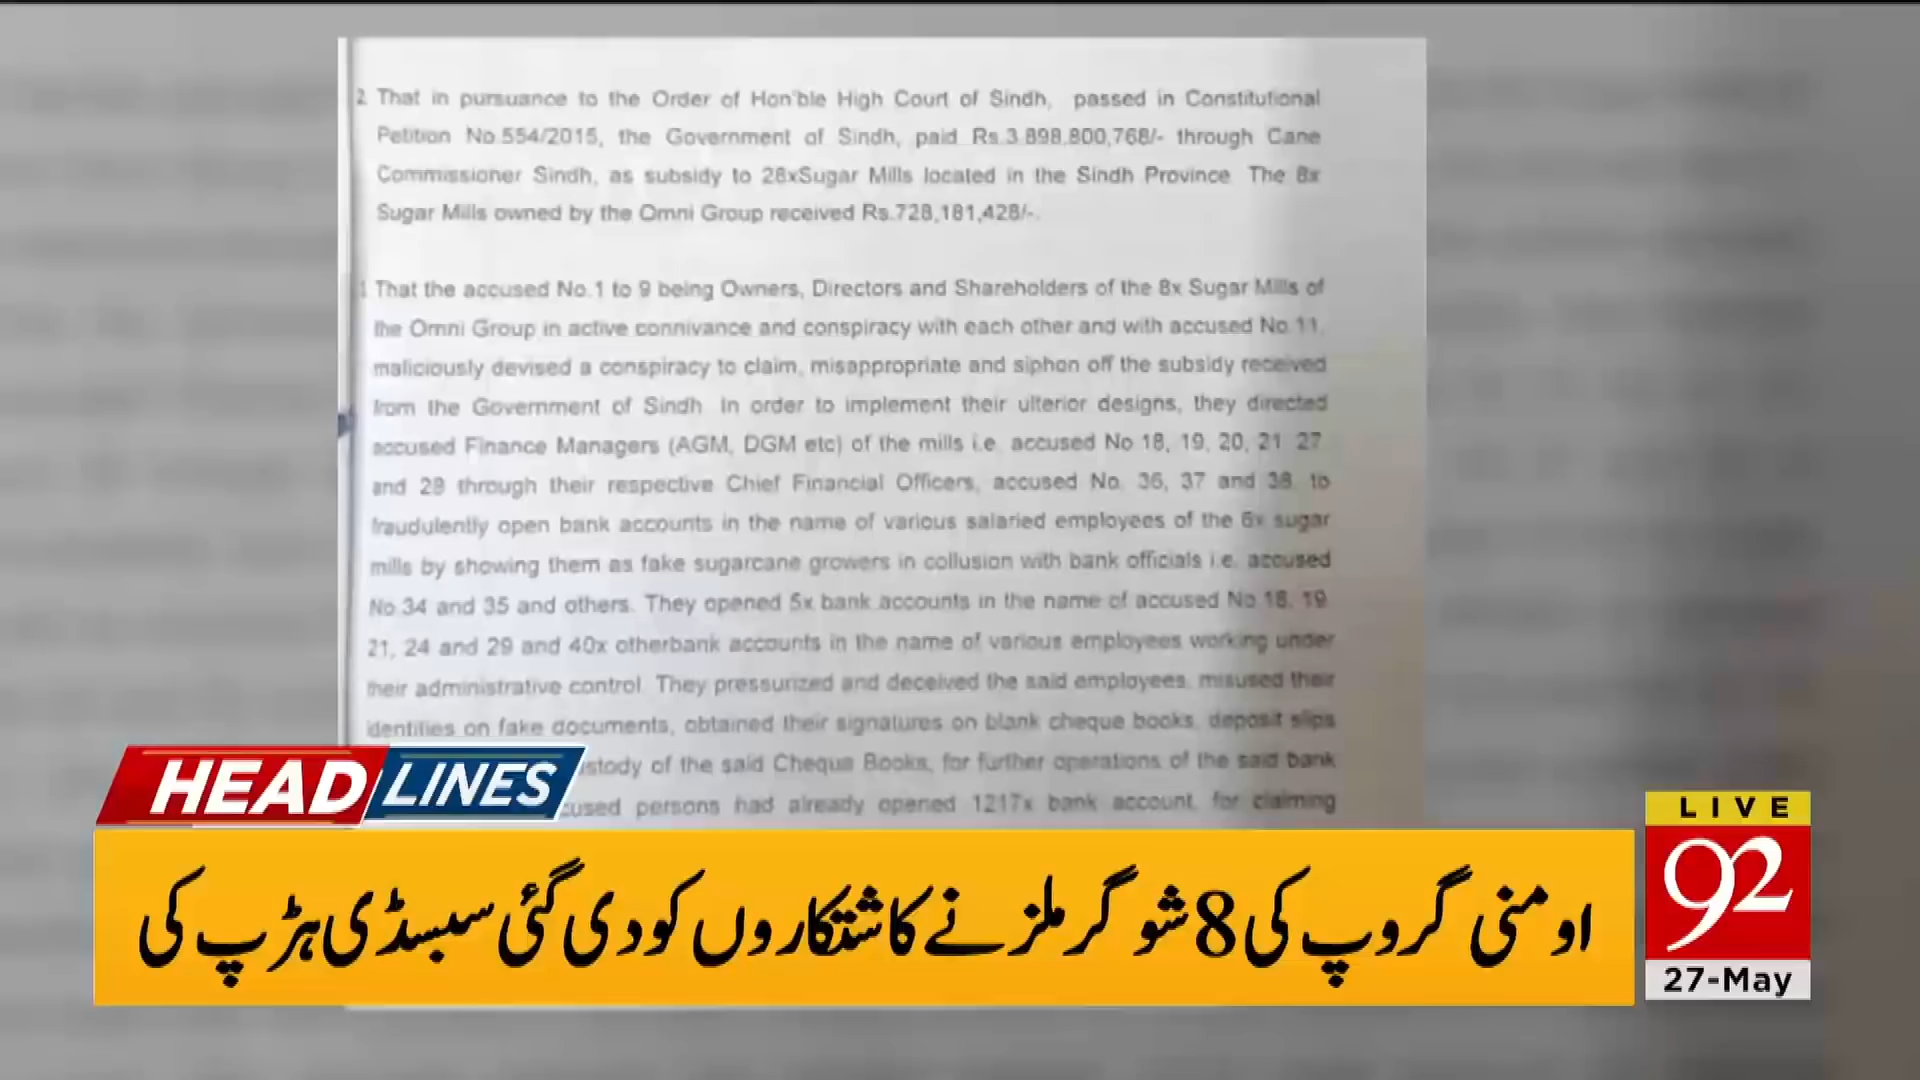 2 That in pursuance to the Order of Hon'ble High Court of Sindh, passed in Constitutional
Petition No.554/2015, the Government of Sindh, paid Rs.3.898,800,768/- through Cane
Commissioner Sindh, as subsidy to 28xSugar Mills located in the Sindh Province. The 8x
Sugar Mills owned by the Omni Group received Rs.728,181,428/-.
That the accused No.1 to 9 being Owners, Directors and Shareholders of the 8x Sugar Mills of
the Omni Group in active connivance and conspiracy with each other and with accused No.11,
maliciously devised a conspiracy to claim, misappropriate and siphon off the subsidy received
from the Government of Sindh. In order to implement their ulterior designs, they directed
accused Finance Managers (AGM, DGM etc) of the mills i.e. accused No 18, 19, 20, 21 27
and 28 through their respective Chief Financial Officers, accused No. 36, 37 and 38, to
fraudulently open bank accounts in the name of various salaried employees of the 6x sugar
mills by showing them as fake sugarcane growers in collusion with bank officials i.e. accused
No.34 and 35 and others. They opened 5x bank accounts in the name of accused No 18, 19
21, 24 and 29 and 40x otherbank accounts in the name of various employees working under
their administrative control. They pressurized and deceived the said employees, misused their
identities on fake documents, obtained their signatures on blank cheque books, deposit slips
stody of the said Cheque Books, for further operations of the said bank
cused persons had already opened 1217x bank account, for claiming
HEADLINES
اومنی گروپ کی 8 شوگر ملز نے کاشتکاروں کو دی گئی سبسڈی ہڑپ کی
LIVE
92
27-May